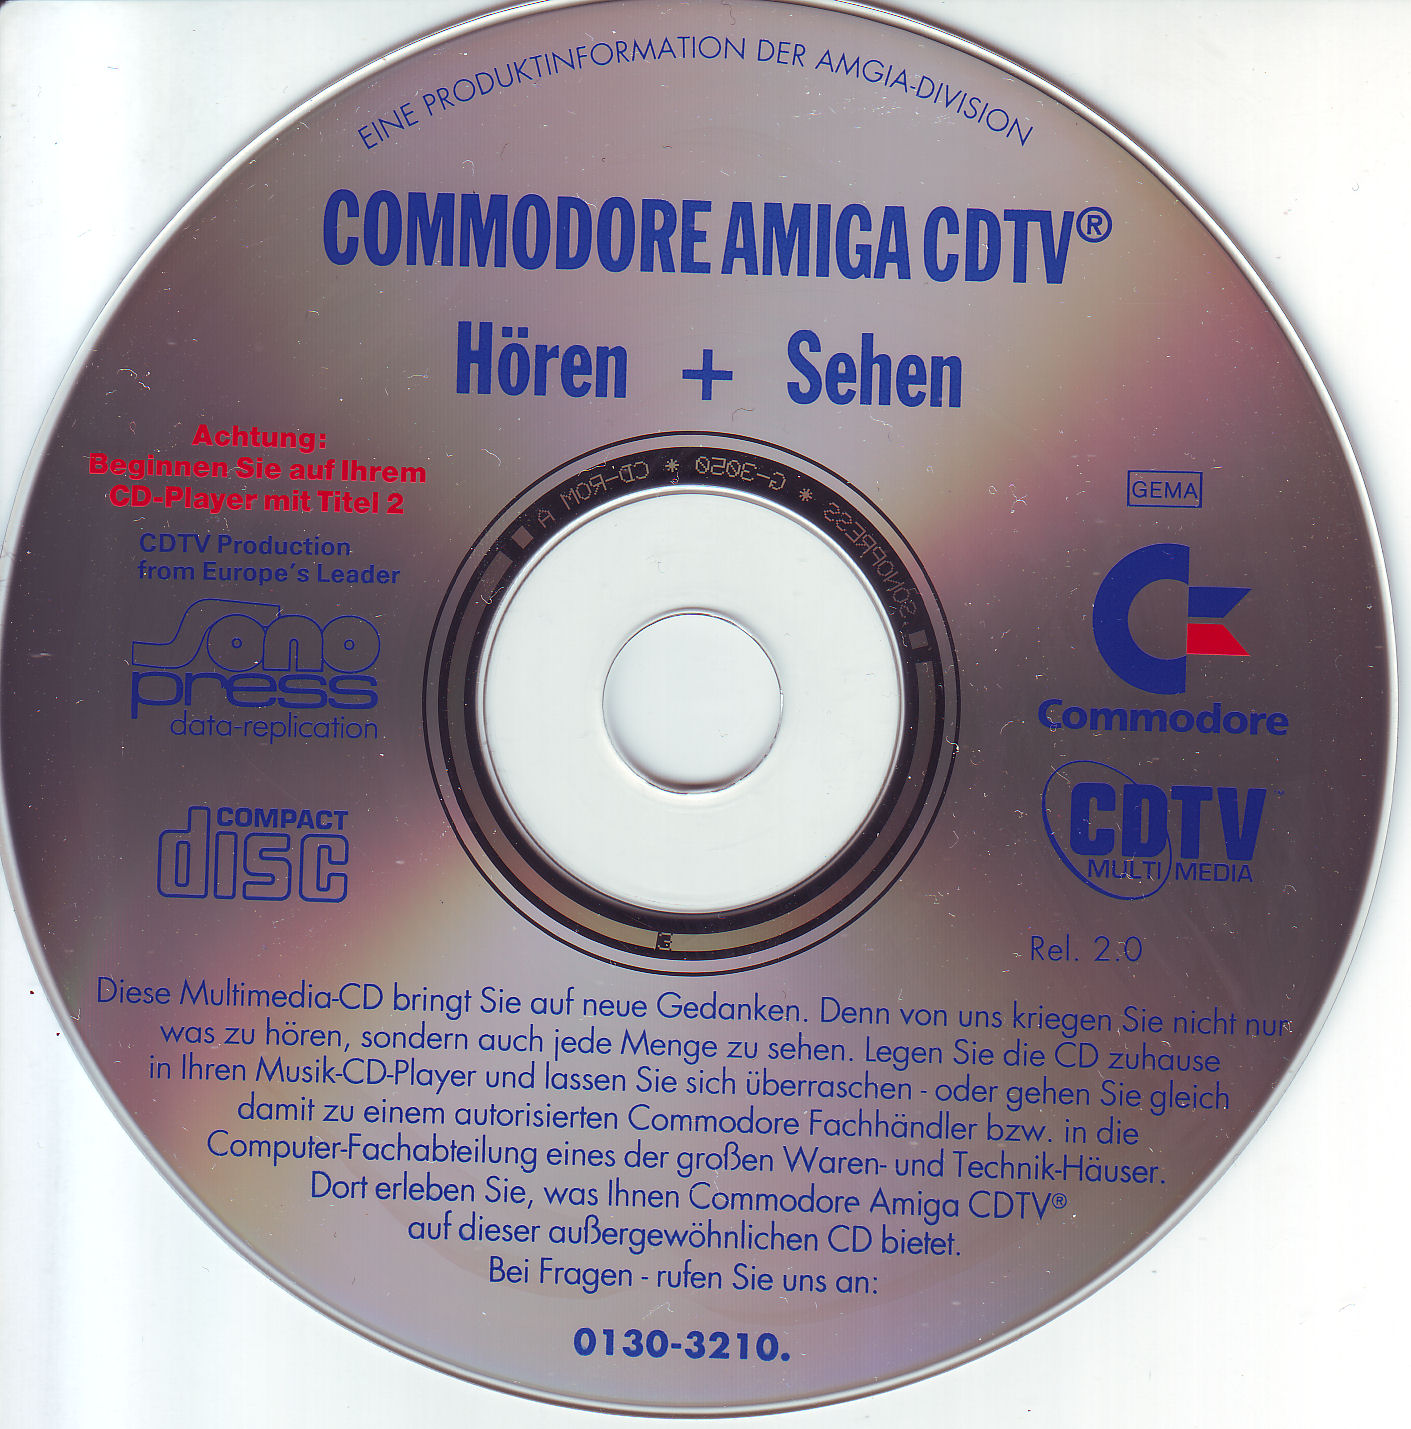 EINE PRODUKTINFORMATION DER AMGIA-DIVISION
COMMODORE AMIGA CDTV®
Hören + Sehen
Achtung:
Beginnen Sie auf Ihrem
CD-Player mit Titel 2
CDTV Production
from Europe's Leader
Sono
press
data-replication
COMPACT
disc
A CD-ROM * G-3050 * SONOPRESS
GEMA
Commodore
CDTV™
MULTI MEDIA
Rel. 2.0
Diese Multimedia-CD bringt Sie auf neue Gedanken. Denn von uns kriegen Sie nicht nur
was zu hören, sondern auch jede Menge zu sehen. Legen Sie die CD zuhause
in Ihren Musik-CD-Player und lassen Sie sich überraschen - oder gehen Sie gleich
damit zu einem autorisierten Commodore Fachhändler bzw. in die
Computer-Fachabteilung eines der großen Waren- und Technik-Häuser.
Dort erleben Sie, was Ihnen Commodore Amiga CDTV®
auf dieser außergewöhnlichen CD bietet.
Bei Fragen - rufen Sie uns an:
0130-3210.